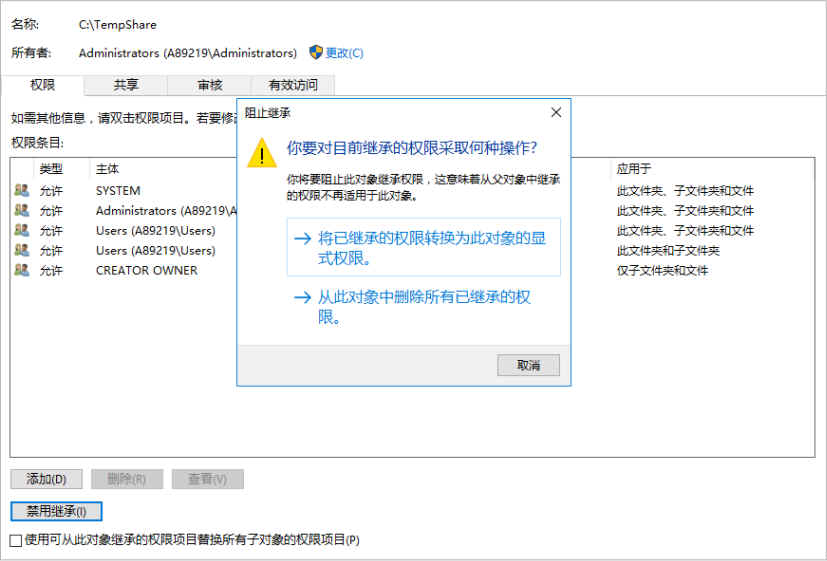 名称: C:\TempShare
所有者: Administrators (A89219\Administrators) 更改(C)
权限 共享 审核 有效访问
如需其他信息，请双击权限项目。若要修
权限条目:
类型 主体 应用于
允许 SYSTEM 此文件夹、子文件夹和文件
允许 Administrators (A89219\A 此文件夹、子文件夹和文件
允许 Users (A89219\Users) 此文件夹、子文件夹和文件
允许 Users (A89219\Users) 此文件夹和子文件夹
允许 CREATOR OWNER 仅子文件夹和文件
阻止继承
你要对目前继承的权限采取何种操作?
你将要阻止此对象继承权限，这意味着从父对象中继承
的权限不再适用于此对象。
将已继承的权限转换为此对象的显
式权限。
从此对象中删除所有已继承的权
限。
取消
添加(D) 删除(R) 查看(V)
禁用继承(I)
使用可从此对象继承的权限项目替换所有子对象的权限项目(P)